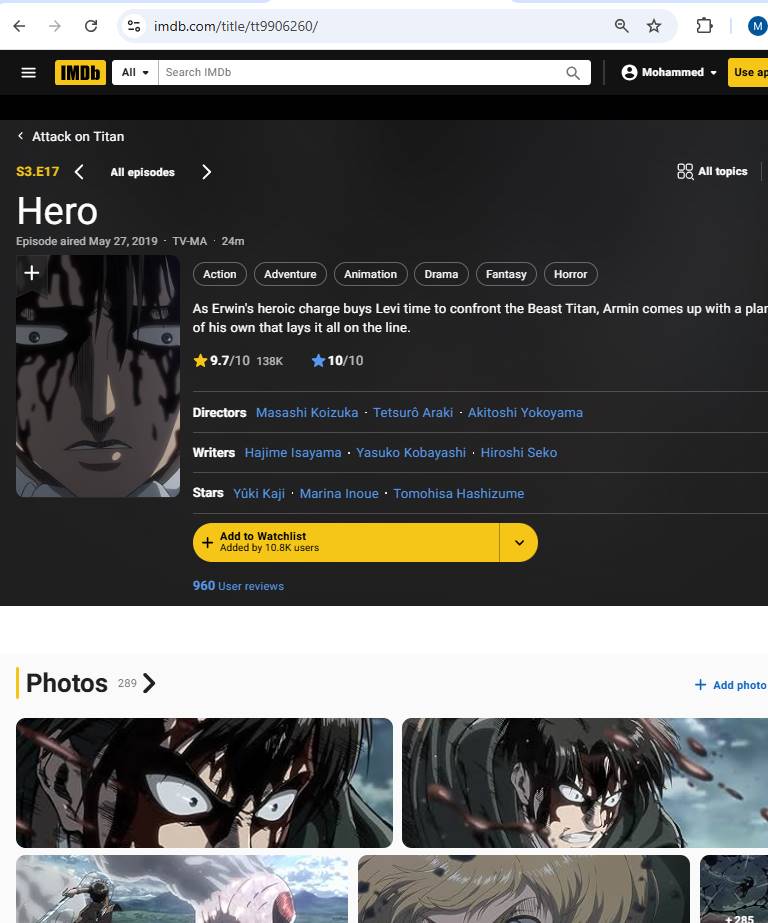 imdb.com/title/tt9906260/
M
IMDb All Search IMDb Mohammed Use ap
Attack on Titan
S3.E17 All episodes All topics
Hero
Episode aired May 27, 2019 · TV-MA · 24m
Action Adventure Animation Drama Fantasy Horror
As Erwin's heroic charge buys Levi time to confront the Beast Titan, Armin comes up with a plan
of his own that lays it all on the line.
9.7/10 138K 10/10
Directors Masashi Koizuka · Tetsurô Araki · Akitoshi Yokoyama
Writers Hajime Isayama · Yasuko Kobayashi · Hiroshi Seko
Stars Yûki Kaji · Marina Inoue · Tomohisa Hashizume
+ Add to Watchlist
Added by 10.8K users
960 User reviews
Photos 289
+ Add photo
+285